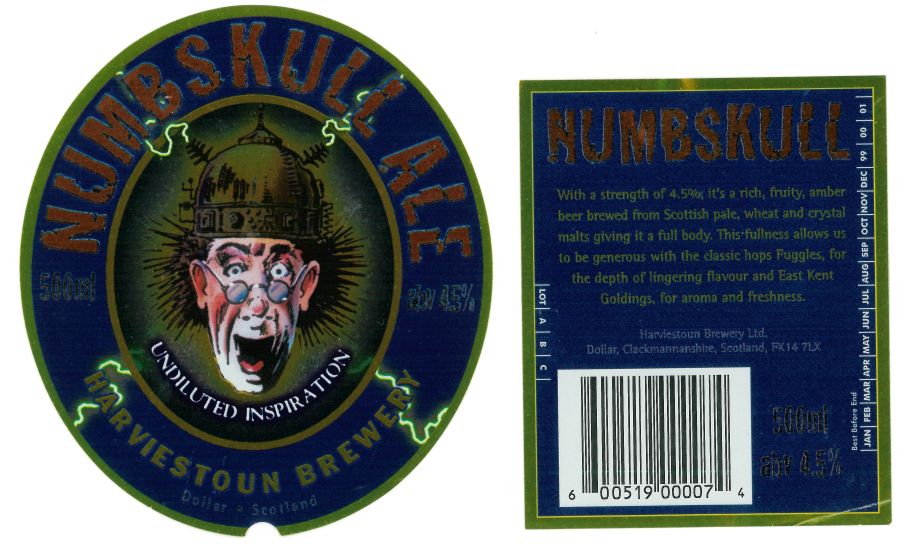 NUMBSKULL ALE
500ml
abv 4.5%
UNDILUTED INSPIRATION
HARVIESTOUN BREWERY
Dollar • Scotland
NUMBSKULL
With a strength of 4.5%, it's a rich, fruity, amber
beer brewed from Scottish pale, wheat and crystal
malts giving it a full body. This fullness allows us
to be generous with the classic hops Fuggles, for
the depth of lingering flavour and East Kent
Goldings, for aroma and freshness.
Harviestoun Brewery Ltd.
Dollar, Clackmannanshire, Scotland, FK14 7LX
LOT A B C
Best Before End
JAN FEB MAR APR MAY JUN JUL AUG SEP OCT NOV DEC 99 00 01
500ml
abv 4.5%
6 00519 00007 4